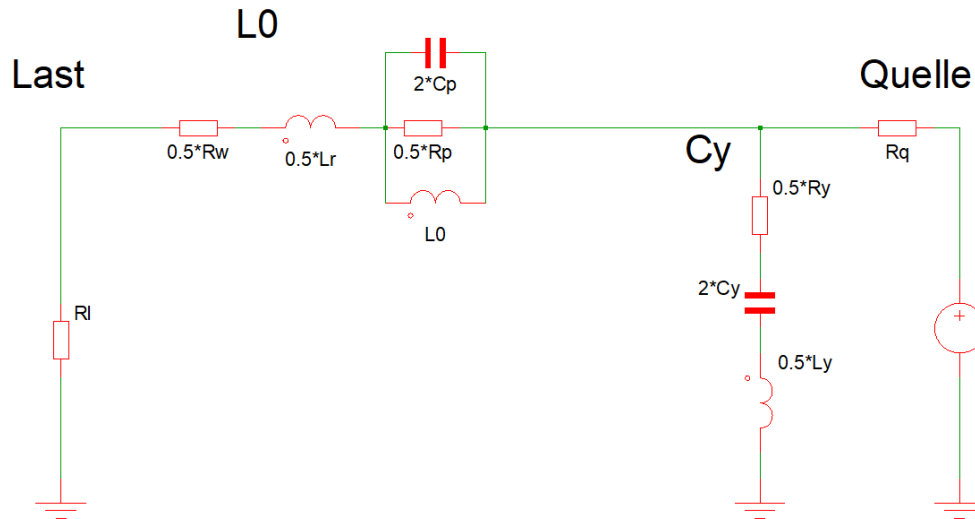 L0
Last
Quelle
2*Cp
0.5*Rw
0.5*Lr
0.5*Rp
Cy
Rq
0.5*Ry
L0
2*Cy
Rl
+
0.5*Ly